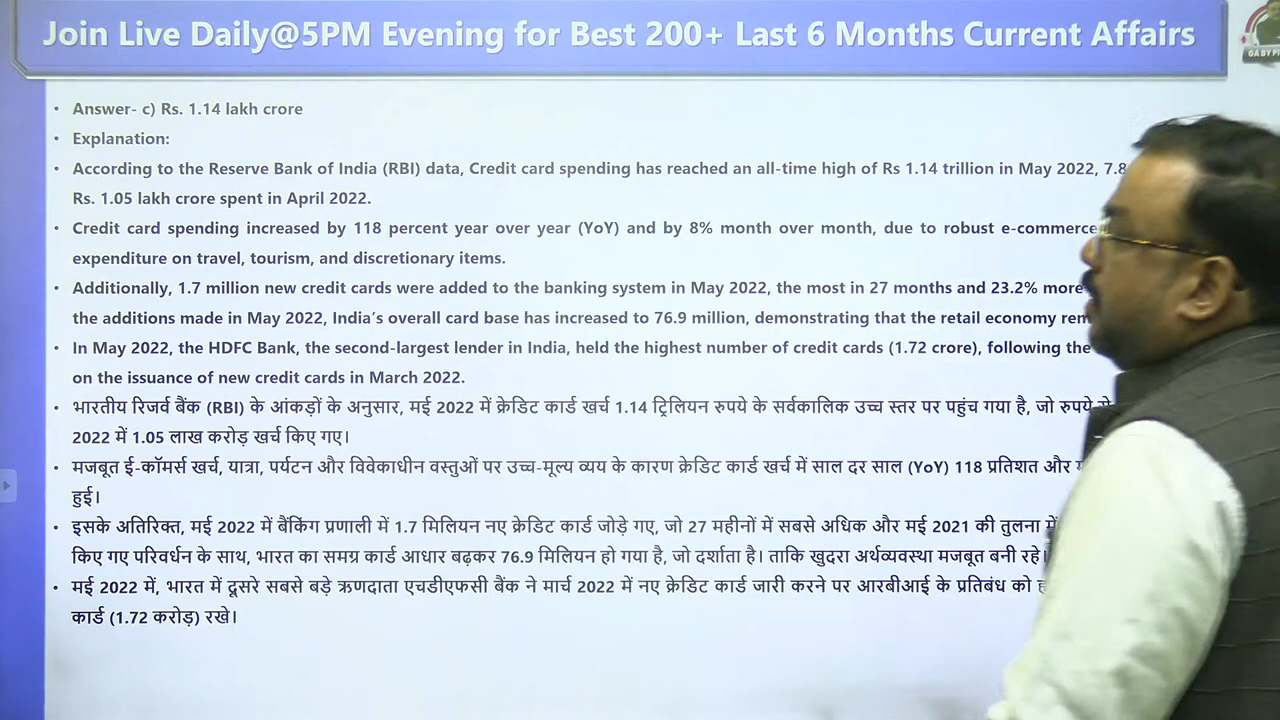 Join Live Daily@5PM Evening for Best 200+ Last 6 Months Current Affairs
GA BY
• Answer- c) Rs. 1.14 lakh crore
• Explanation:
• According to the Reserve Bank of India (RBI) data, Credit card spending has reached an all-time high of Rs 1.14 trillion in May 2022, 7.8
Rs. 1.05 lakh crore spent in April 2022.
• Credit card spending increased by 118 percent year over year (YoY) and by 8% month over month, due to robust e-commerce
expenditure on travel, tourism, and discretionary items.
• Additionally, 1.7 million new credit cards were added to the banking system in May 2022, the most in 27 months and 23.2% more
the additions made in May 2022, India's overall card base has increased to 76.9 million, demonstrating that the retail economy rem
• In May 2022, the HDFC Bank, the second-largest lender in India, held the highest number of credit cards (1.72 crore), following the
on the issuance of new credit cards in March 2022.
• भारतीय रिजर्व बैंक (RBI) के आंकड़ों के अनुसार, मई 2022 में क्रेडिट कार्ड खर्च 1.14 ट्रिलियन रुपये के सर्वकालिक उच्च स्तर पर पहुंच गया है, जो रुपये से
2022 में 1.05 लाख करोड़ खर्च किए गए।
• मजबूत ई-कॉमर्स खर्च, यात्रा, पर्यटन और विवेकाधीन वस्तुओं पर उच्च-मूल्य व्यय के कारण क्रेडिट कार्ड खर्च में साल दर साल (YoY) 118 प्रतिशत और
हुई।
• इसके अतिरिक्त, मई 2022 में बैंकिंग प्रणाली में 1.7 मिलियन नए क्रेडिट कार्ड जोड़े गए, जो 27 महीनों में सबसे अधिक और मई 2021 की तुलना में
किए गए परिवर्धन के साथ, भारत का समग्र कार्ड आधार बढ़कर 76.9 मिलियन हो गया है, जो दर्शाता है। ताकि खुदरा अर्थव्यवस्था मजबूत बनी रहे।
• मई 2022 में, भारत में दूसरे सबसे बड़े ऋणदाता एचडीएफसी बैंक ने मार्च 2022 में नए क्रेडिट कार्ड जारी करने पर आरबीआई के प्रतिबंध को
कार्ड (1.72 करोड़) रखे।